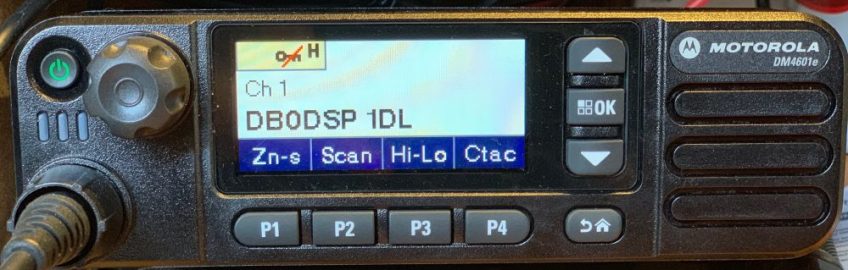 H
MOTOROLA
DM4601e
Ch 1
DB0DSP 1DL
OK
Zn-s Scan Hi-Lo Ctac
P1 P2 P3 P4